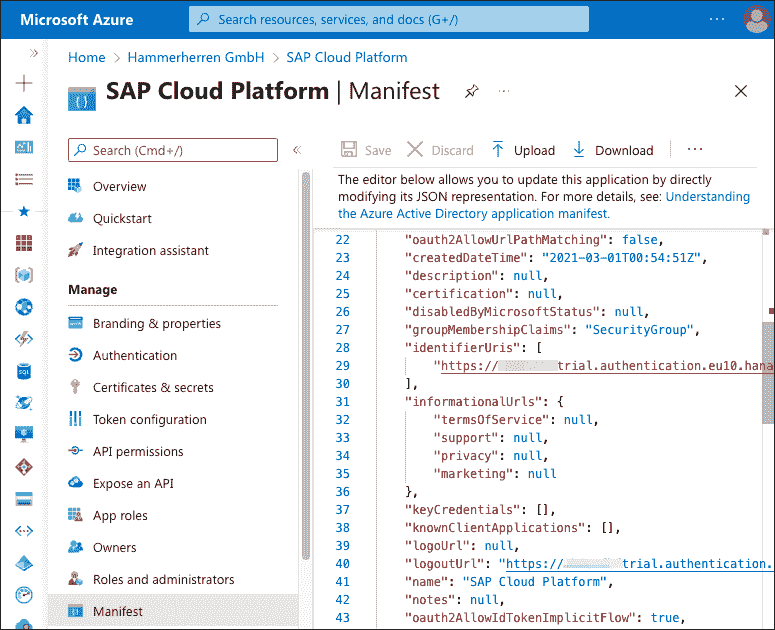 Microsoft Azure
Search resources, services, and docs (G+/)
Home > Hammerherren GmbH > SAP Cloud Platform
SAP Cloud Platform | Manifest
Search (Cmd+/)
Overview
Quickstart
Integration assistant
Manage
Branding & properties
Authentication
Certificates & secrets
Token configuration
API permissions
Expose an API
App roles
Owners
Roles and administrators
Manifest
Save Discard Upload Download
The editor below allows you to update this application by directly
modifying its JSON representation. For more details, see: Understanding
the Azure Active Directory application manifest.
22 "oauth2AllowUrlPathMatching": false,
23 "createdDateTime": "2021-03-01T00:54:51Z",
24 "description": null,
25 "certification": null,
26 "disabledByMicrosoftStatus": null,
27 "groupMembershipClaims": "SecurityGroup",
28 "identifierUris": [
29 "https:// trial.authentication.eu10.hana
30 ],
31 "informationalUrls": {
32 "termsOfService": null,
33 "support": null,
34 "privacy": null,
35 "marketing": null
36 },
37 "keyCredentials": [],
38 "knownClientApplications": [],
39 "logoUrl": null,
40 "logoutUrl": "https:// trial.authentication.
41 "name": "SAP Cloud Platform",
42 "notes": null,
43 "oauth2AllowIdTokenImplicitFlow": true,